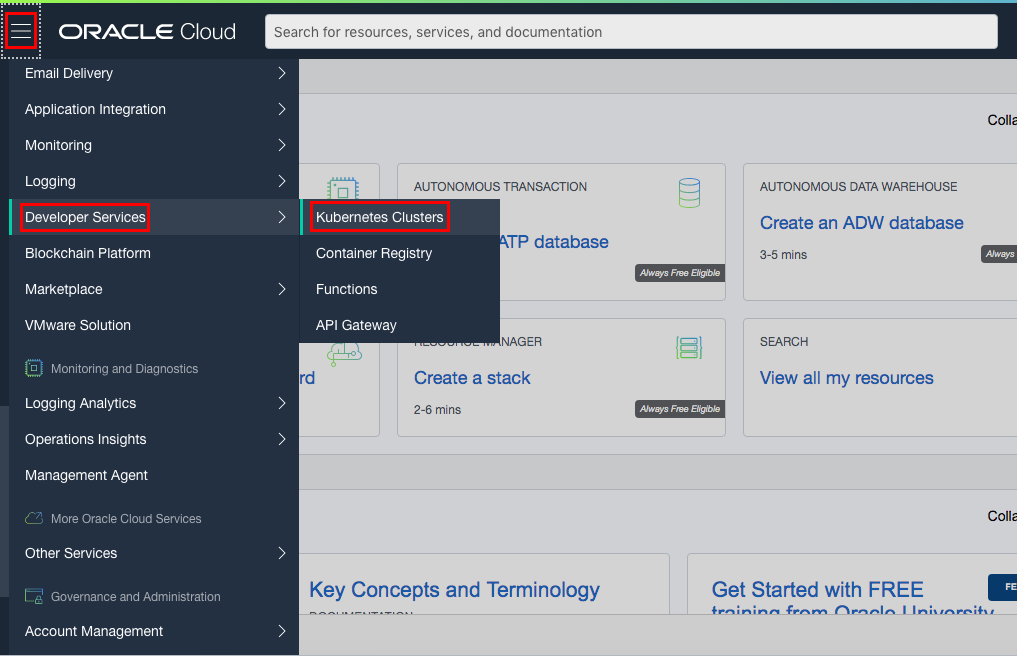 ORACLE Cloud
Search for resources, services, and documentation
Email Delivery
Application Integration
Monitoring
Logging
Developer Services
Blockchain Platform
Marketplace
VMware Solution
Monitoring and Diagnostics
Logging Analytics
Operations Insights
Management Agent
More Oracle Cloud Services
Other Services
Governance and Administration
Account Management
Kubernetes Clusters
Container Registry
Functions
API Gateway
Colla
AUTONOMOUS TRANSACTION
ATP database
Always Free Eligible
AUTONOMOUS DATA WAREHOUSE
Create an ADW database
3-5 mins
Always
rd
RESOURCE MANAGER
Create a stack
2-6 mins
Always Free Eligible
SEARCH
View all my resources
Colla
Key Concepts and Terminology
DOCUMENTATION
Get Started with FREE
training from Oracle University
FE